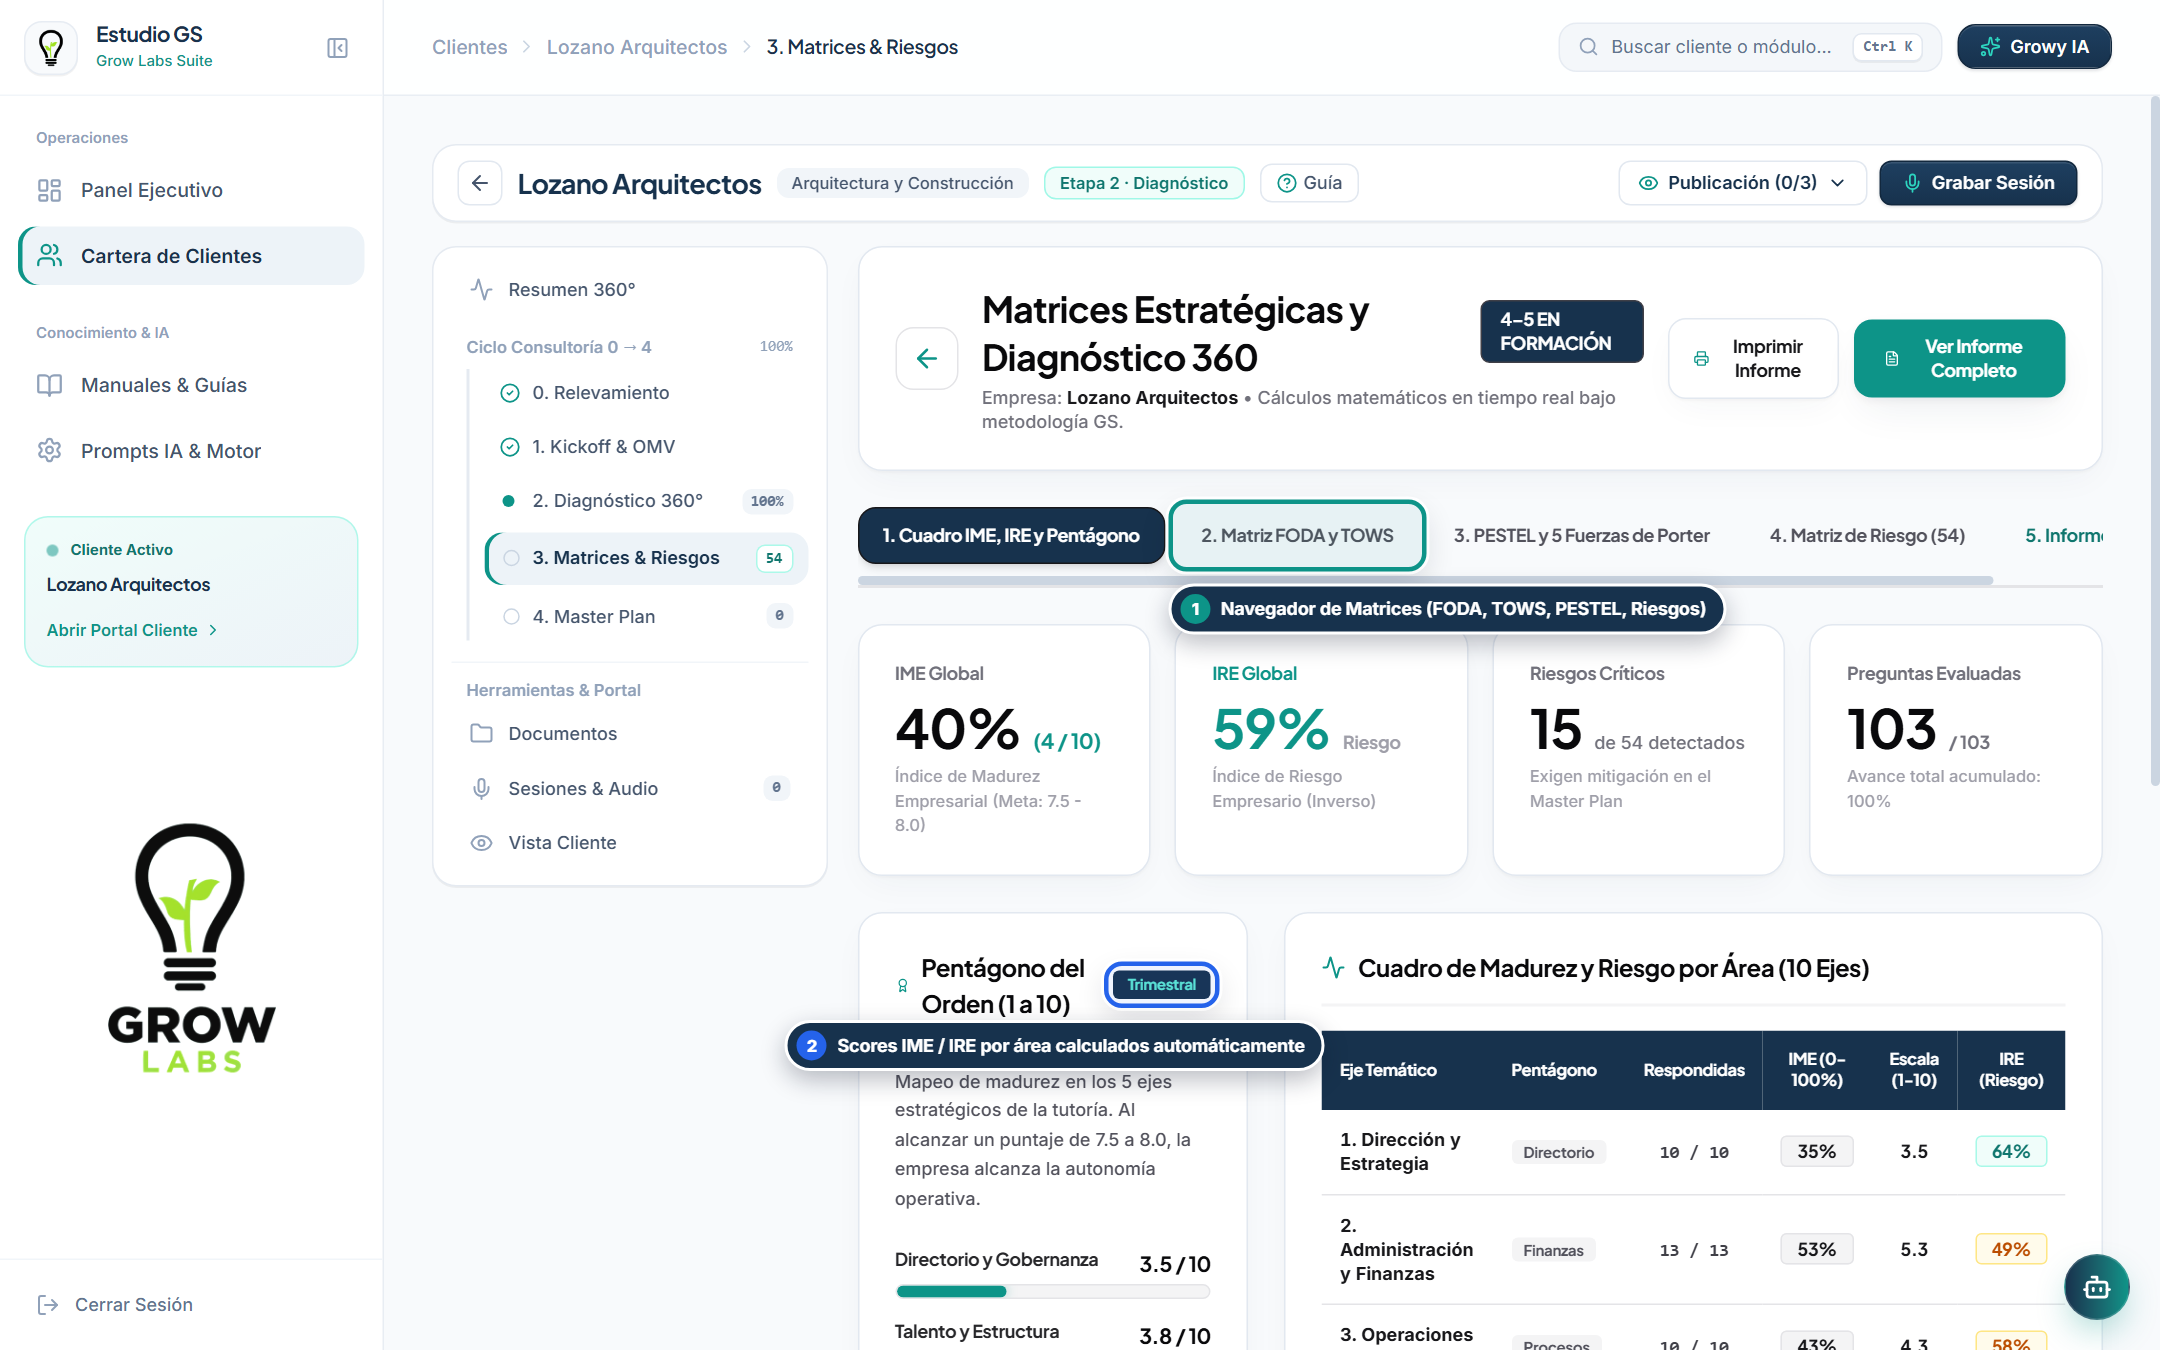 Estudio GS
Grow Labs Suite
Clientes
Lozano Arquitectos
3. Matrices & Riesgos
Buscar cliente o módulo...
Ctrl K
Growy IA
Operaciones
Panel Ejecutivo
Cartera de Clientes
Conocimiento & IA
Manuales & Guías
Prompts IA & Motor
Cliente Activo
Lozano Arquitectos
Abrir Portal Cliente
GROW
LABS
Cerrar Sesión
Lozano Arquitectos
Arquitectura y Construcción
Etapa 2 · Diagnóstico
Guía
Publicación (0/3)
Grabar Sesión
Resumen 360°
Ciclo Consultoría 0 → 4
100%
0. Relevamiento
1. Kickoff & OMV
2. Diagnóstico 360°
100%
3. Matrices & Riesgos
54
4. Master Plan
0
Herramientas & Portal
Documentos
Sesiones & Audio
0
Vista Cliente
Matrices Estratégicas y
Diagnóstico 360
4–5 EN
FORMACIÓN
Empresa: Lozano Arquitectos • Cálculos matemáticos en tiempo real bajo
metodología GS.
Imprimir
Informe
Ver Informe
Completo
1. Cuadro IME, IRE y Pentágono
2. Matriz FODA y TOWS
3. PESTEL y 5 Fuerzas de Porter
4. Matriz de Riesgo (54)
5. Inform
1 Navegador de Matrices (FODA, TOWS, PESTEL, Riesgos)
IME Global
40% (4 / 10)
Índice de Madurez
Empresarial (Meta: 7.5 -
8.0)
IRE Global
59% Riesgo
Índice de Riesgo
Empresario (Inverso)
Riesgos Críticos
15 de 54 detectados
Exigen mitigación en el
Master Plan
Preguntas Evaluadas
103 / 103
Avance total acumulado:
100%
Pentágono del
Orden (1 a 10)
Trimestral
2 Scores IME / IRE por área calculados automáticamente
Mapeo de madurez en los 5 ejes
estratégicos de la tutoría. Al
alcanzar un puntaje de 7.5 a 8.0, la
empresa alcanza la autonomía
operativa.
Directorio y Gobernanza
3.5 / 10
Talento y Estructura
3.8 / 10
Cuadro de Madurez y Riesgo por Área (10 Ejes)
Eje Temático
Pentágono
Respondidas
IME (0–
100%)
Escala
(1–10)
IRE
(Riesgo)
1. Dirección y
Estrategia
Directorio
10 / 10
35%
3.5
64%
2.
Administración
y Finanzas
Finanzas
13 / 13
53%
5.3
49%
3. Operaciones
Procesos
10 / 10
43%
4.3
58%